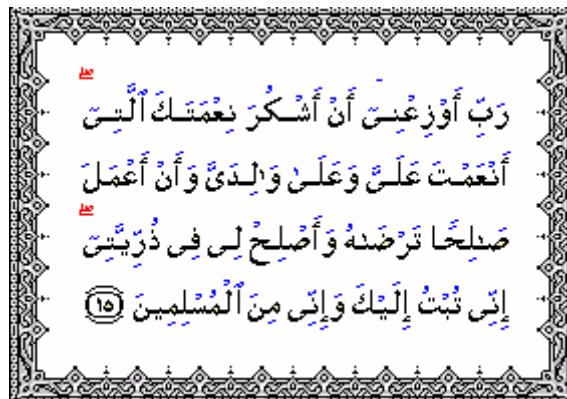 رَبِّ أَوْزِعْنِىٓ أَنْ أَشْكُرَ نِعْمَتَكَ ٱلَّتِىٓ
أَنْعَمْتَ عَلَىَّ وَعَلَىٰ وَٰلِدَىَّ وَأَنْ أَعْمَلَ
صَٰلِحًا تَرْضَىٰهُ وَأَصْلِحْ لِى فِى ذُرِّيَّتِىٓ
إِنِّى تُبْتُ إِلَيْكَ وَإِنِّى مِنَ ٱلْمُسْلِمِينَ ١٥